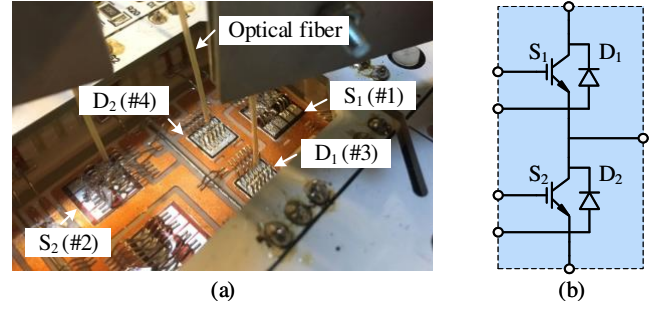 Optical fiber
D₂ (#4)
S₁ (#1)
D₁ (#3)
S₂ (#2)
(a)
S₁
D₁
S₂
D₂
(b)